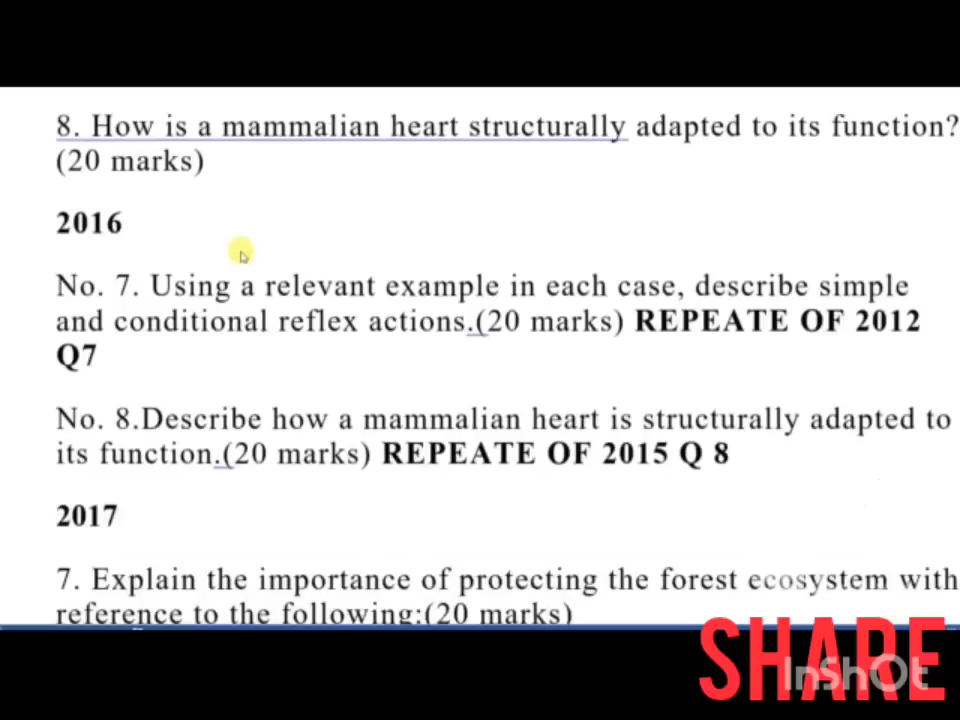 8. How is a mammalian heart structurally adapted to its function?
(20 marks)
2016
No. 7. Using a relevant example in each case, describe simple
and conditional reflex actions.(20 marks) REPEATE OF 2012
Q7
No. 8.Describe how a mammalian heart is structurally adapted to
its function.(20 marks) REPEATE OF 2015 Q 8
2017
7. Explain the importance of protecting the forest ecosystem with
reference to the following:(20 marks)
SHARE
InShOt